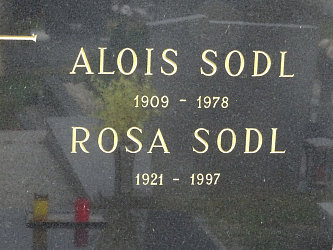 ALOIS SODL
1909 - 1978
ROSA SODL
1921 - 1997